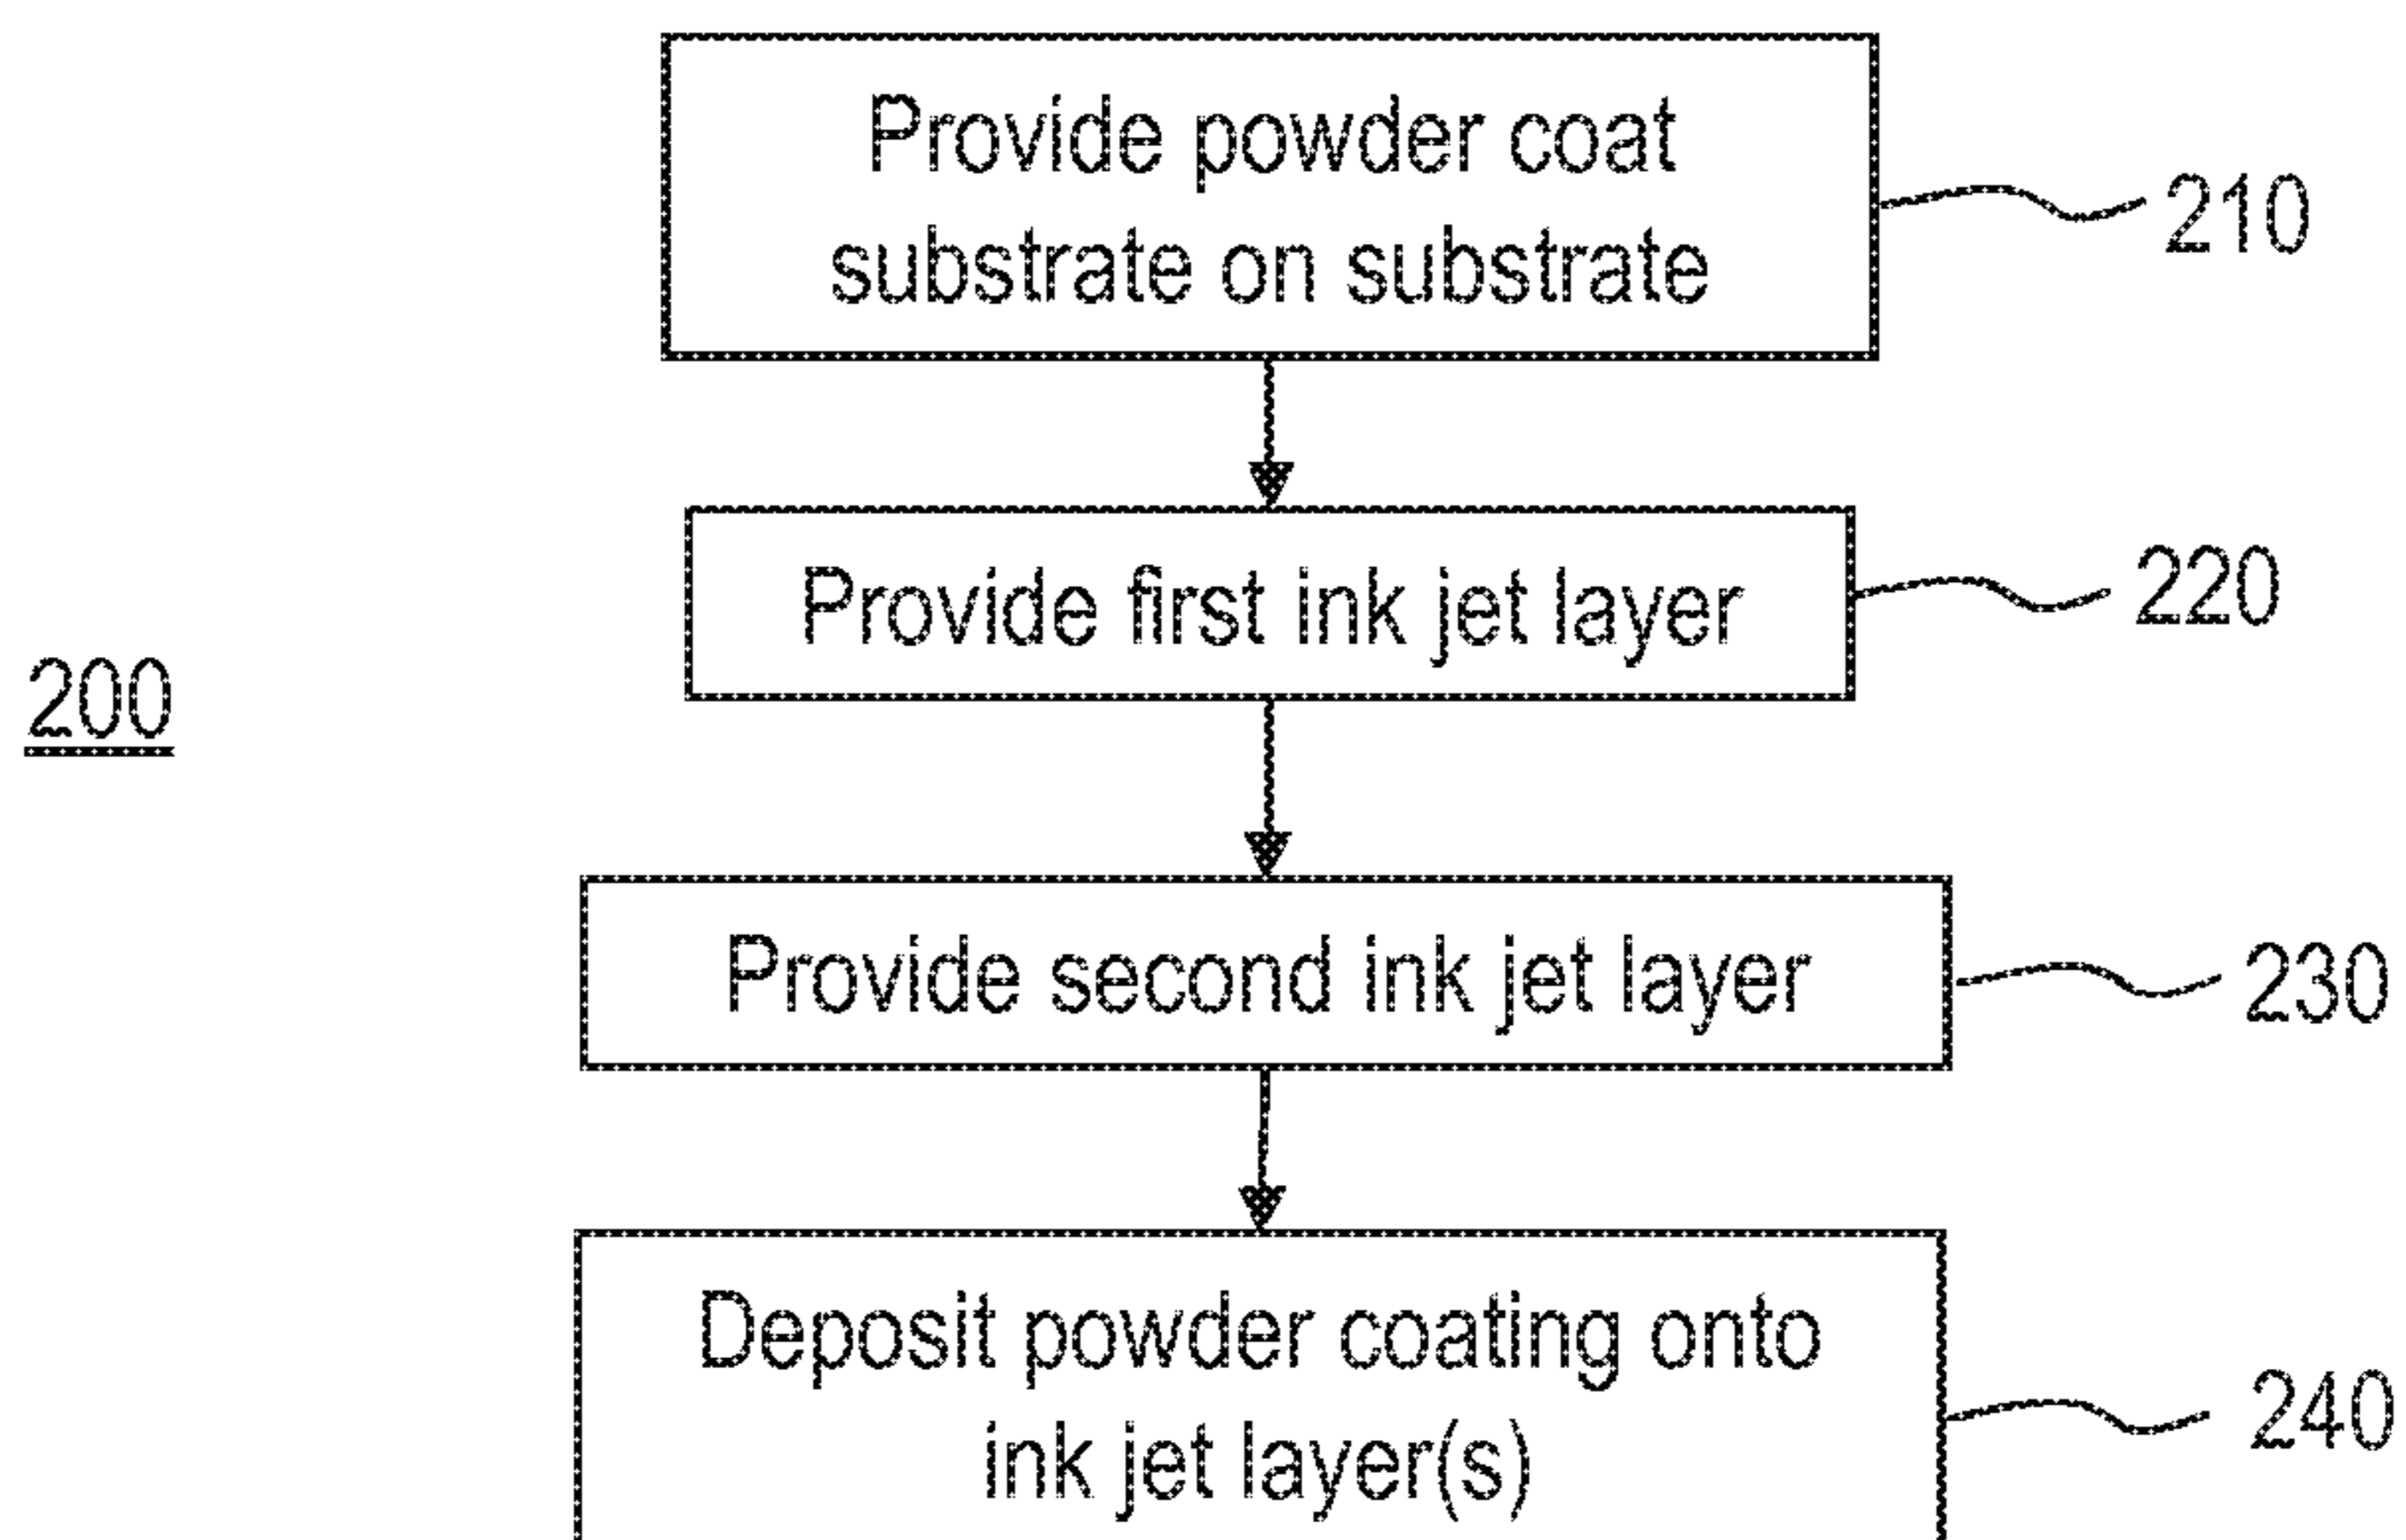 Provide powder coat
substrate on substrate
210
Provide first ink jet layer
220
200
Provide second ink jet layer
230
Deposit powder coating onto
ink jet layer(s)
240